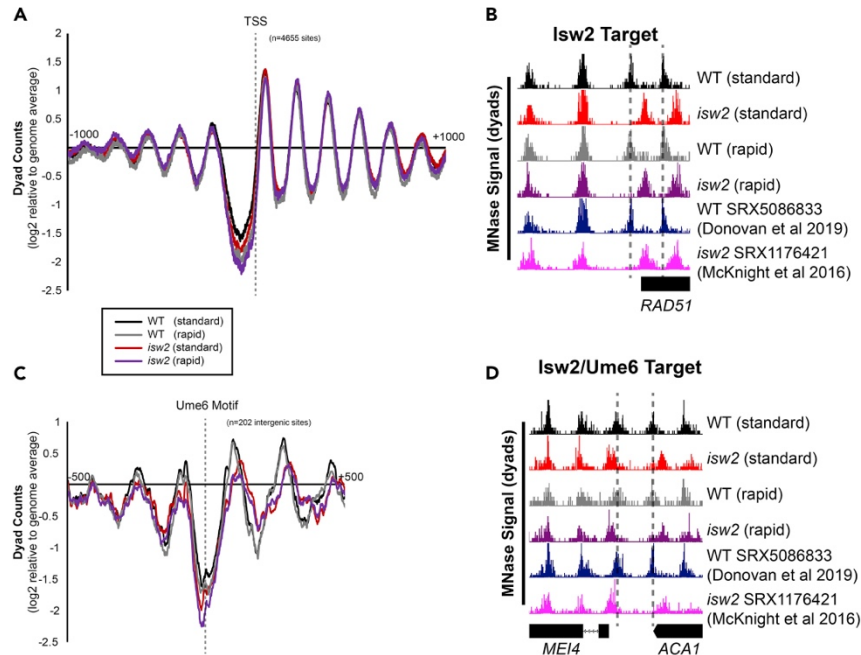 A
TSS
(n=4655 sites)
2
1.5
1
0.5
-1000
+1000
-0.5
-1
-1.5
-2
-2.5
Dyad Counts
(log2 relative to genome average)
WT (standard)
WT (rapid)
isw2 (standard)
isw2 (rapid)
B
Isw2 Target
MNase Signal (dyads)
WT (standard)
isw2 (standard)
WT (rapid)
isw2 (rapid)
WT SRX5086833
(Donovan et al 2019)
isw2 SRX1176421
(McKnight et al 2016)
RAD51
C
Ume6 Motif
(n=202 intergenic sites)
1
0.5
-500
+500
0
-0.5
-1
-1.5
-2
-2.5
Dyad Counts
(log2 relative to genome average)
D
Isw2/Ume6 Target
MNase Signal (dyads)
WT (standard)
isw2 (standard)
WT (rapid)
isw2 (rapid)
WT SRX5086833
(Donovan et al 2019)
isw2 SRX1176421
(McKnight et al 2016)
MEI4
ACA1